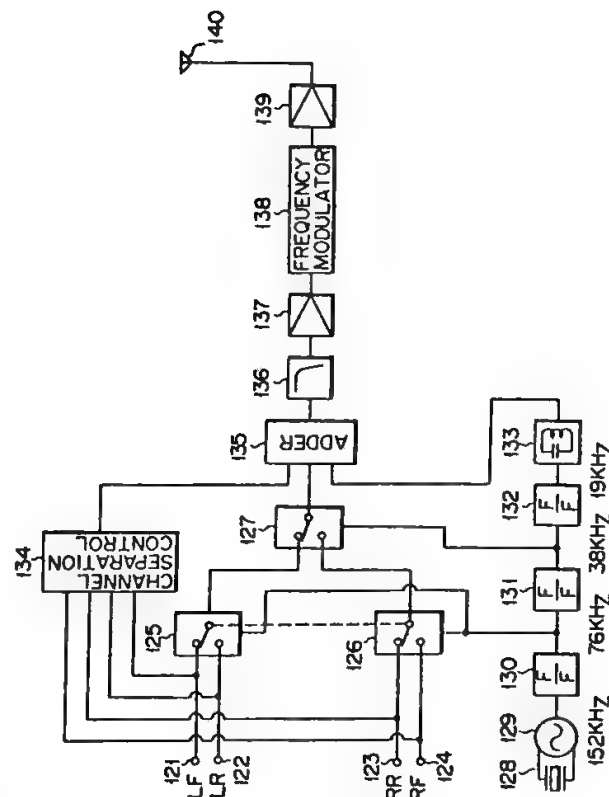 140
139
FREQUENCY
MODULATOR
138
137
136
ADDER
135
127
CHANNEL
SEPARATION
CONTROL
134
125
126
121
LF
122
LR
123
RR
124
RF
128
129
152KHz
130
F F
76KHz
131
F F
38KHz
132
F F
19KHz
133